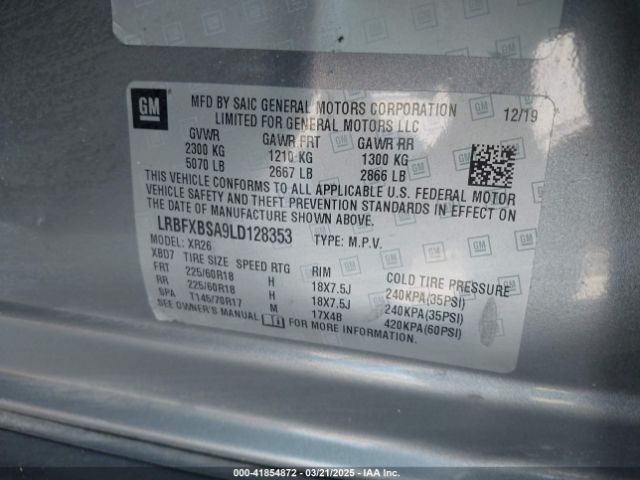 GM
MFD BY SAIC GENERAL MOTORS CORPORATION 12/19
LIMITED FOR GENERAL MOTORS LLC
GVWR GAWR FRT GAWR RR
2300 KG 1210 KG 1300 KG
5070 LB 2667 LB 2866 LB
THIS VEHICLE CONFORMS TO ALL APPLICABLE U.S. FEDERAL MOTOR
VEHICLE SAFETY AND THEFT PREVENTION STANDARDS IN EFFECT ON
THE DATE OF MANUFACTURE SHOWN ABOVE.
LRBFXBSA9LD128353 TYPE: M.P.V.
MODEL: XR26
XBD7 TIRE SIZE SPEED RTG RIM COLD TIRE PRESSURE
FRT 225/60R18 H 18X7.5J 240KPA(35PSI)
RR 225/60R18 H 18X7.5J 240KPA(35PSI)
SPA T145/70R17 M 17X4B 420KPA(60PSI)
SEE OWNER'S MANUAL FOR MORE INFORMATION.
000-41854872 - 03/21/2025 - IAA Inc.